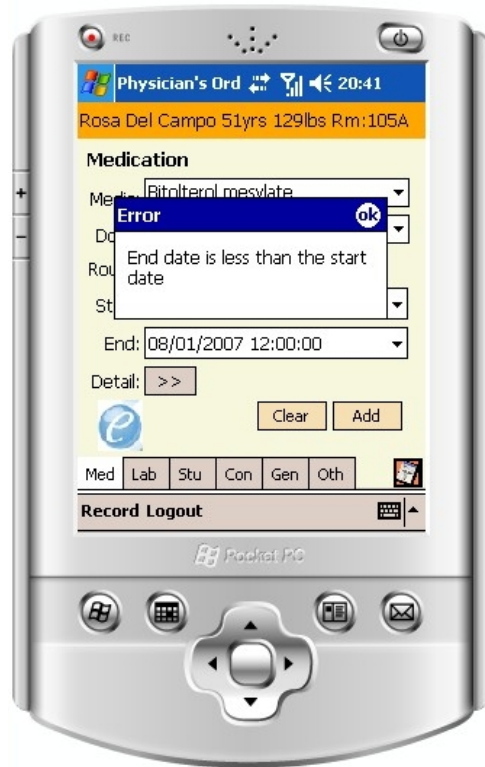 REC
Physician's Ord 20:41
Rosa Del Campo 51yrs 129lbs Rm:105A
Medication
Bitolterol mesylate
Error ok
End date is less than the start
date
End: 08/01/2007 12:00:00
Detail: >>
Clear Add
Med Lab Stu Con Gen Oth
Record Logout
Pocket PC